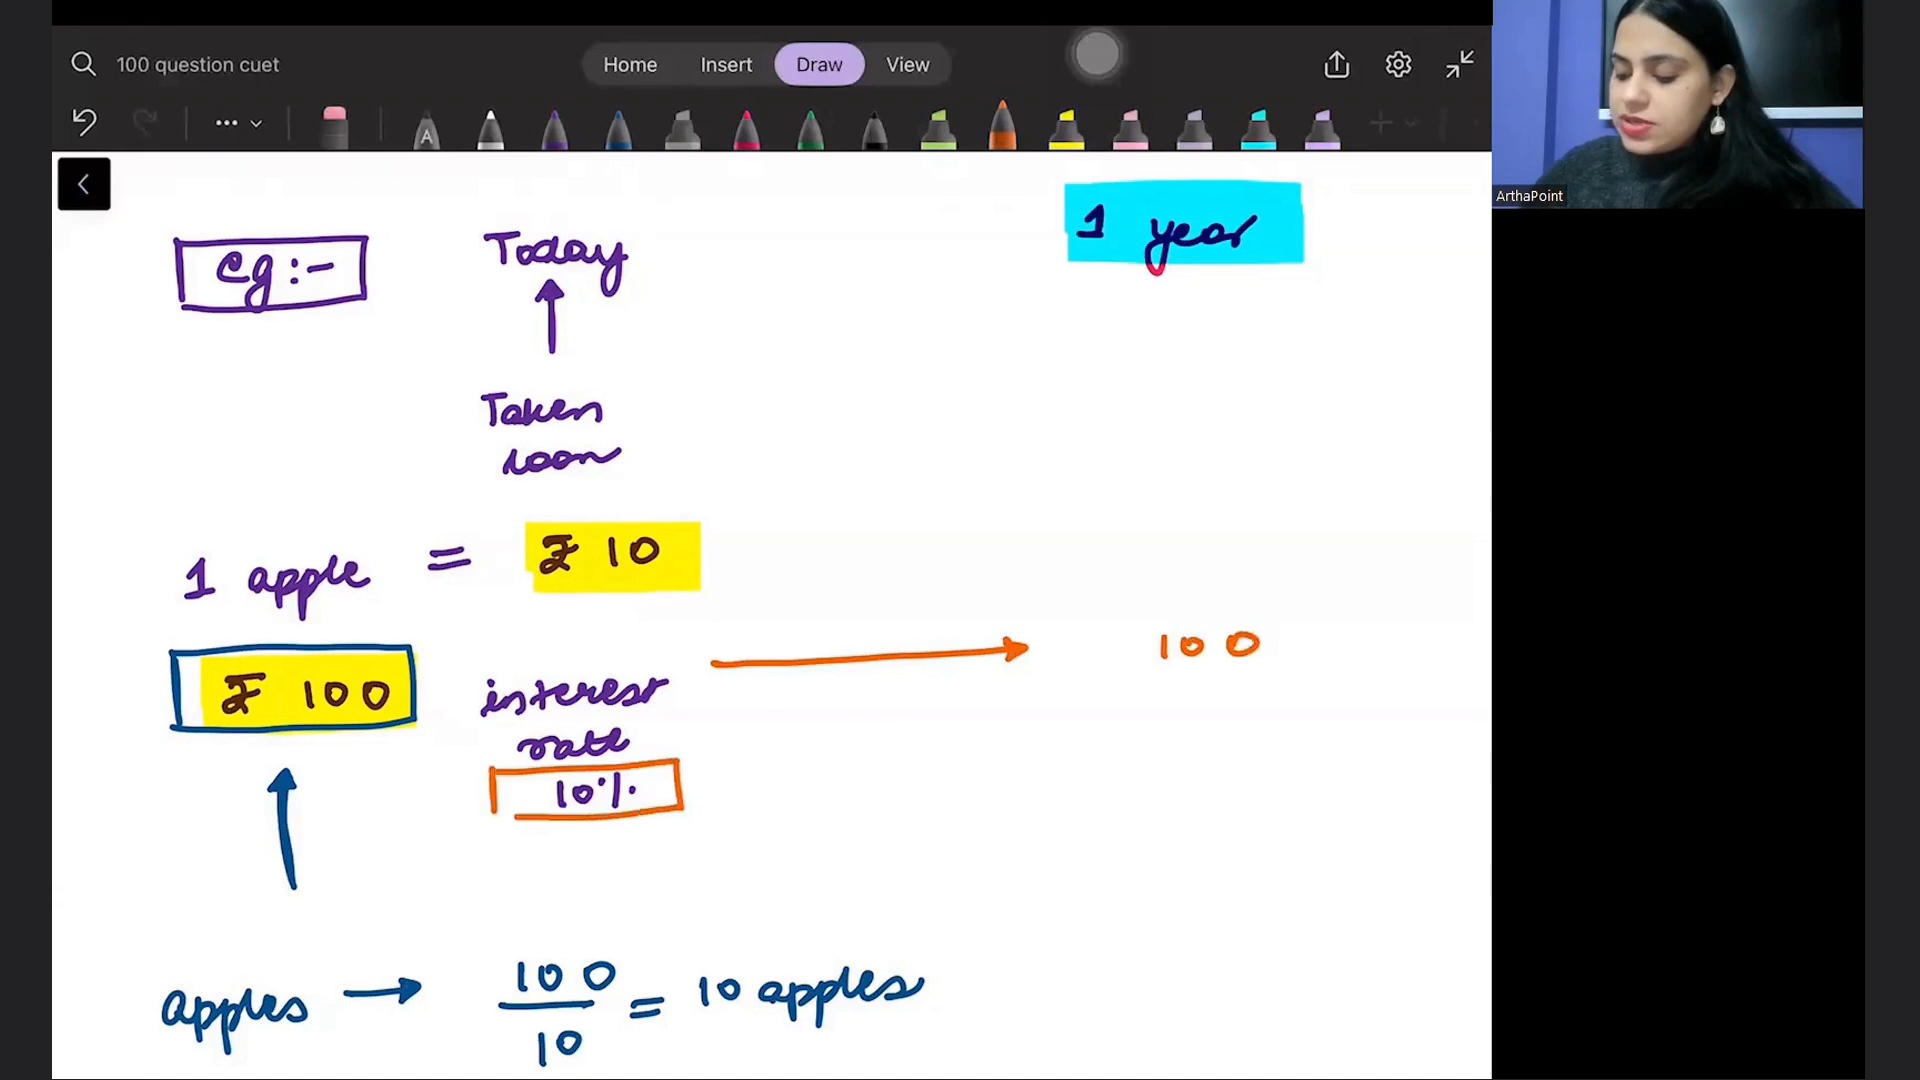 100 question cuet
Home Insert Draw View
A
ArthaPoint
1 year
eg :- Today
Taken
loan
1 apple = ₹ 10
100
₹ 100 interest
rate
10%
apples → 100/10 = 10 apples